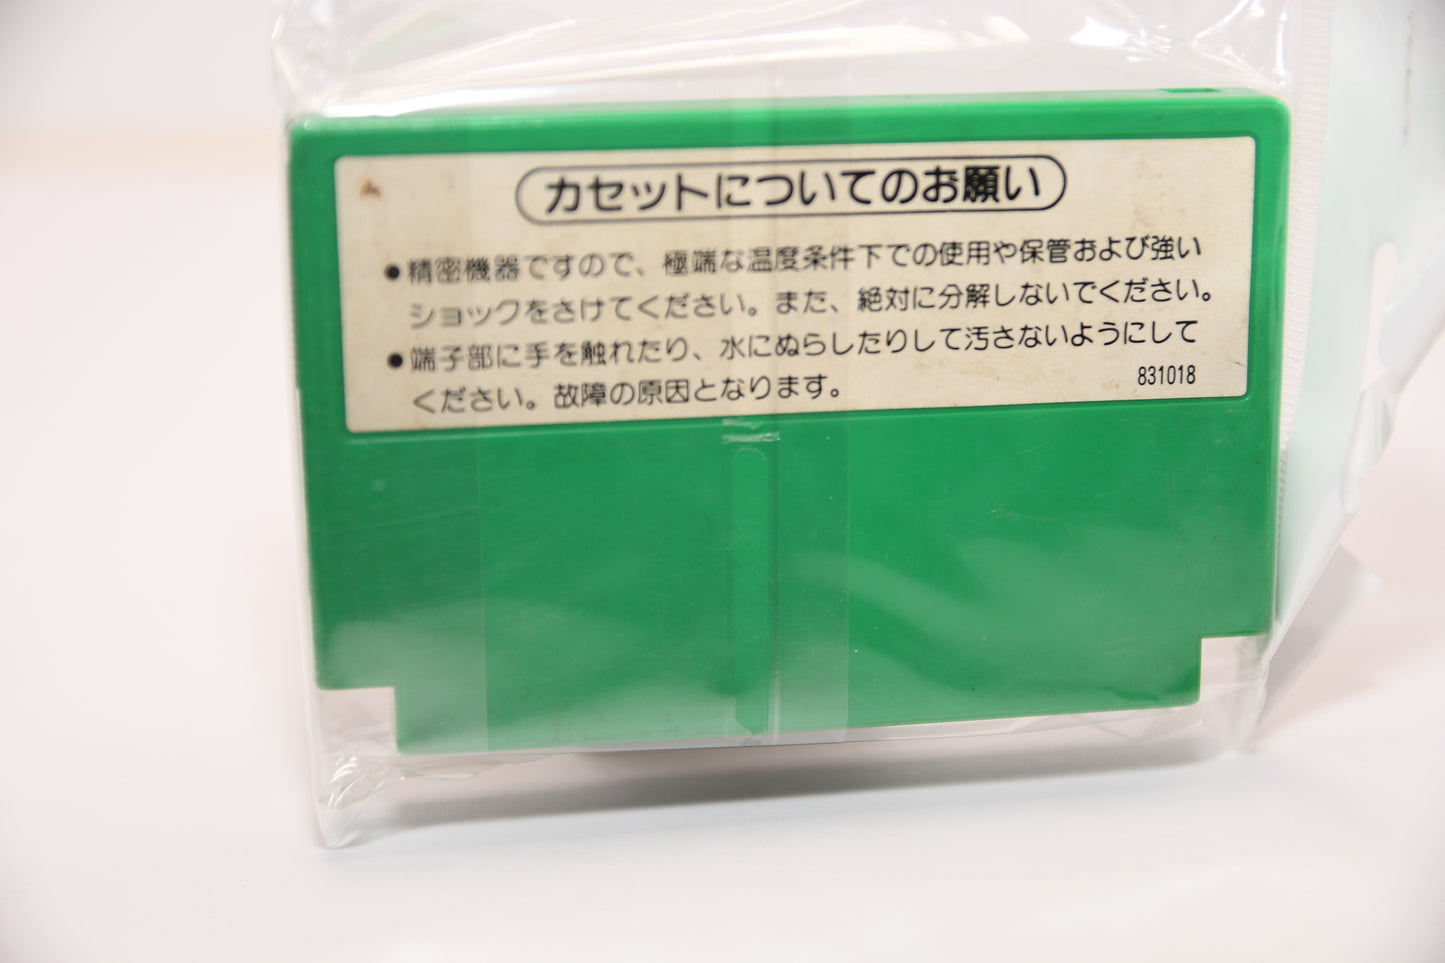 カセットについてのお願い
●精密機器ですので、極端な温度条件下での使用や保管および強い
ショックをさけてください。また、絶対に分解しないでください。
●端子部に手を触れたり、水にぬらしたりして汚さないようにして
ください。故障の原因となります。
831018